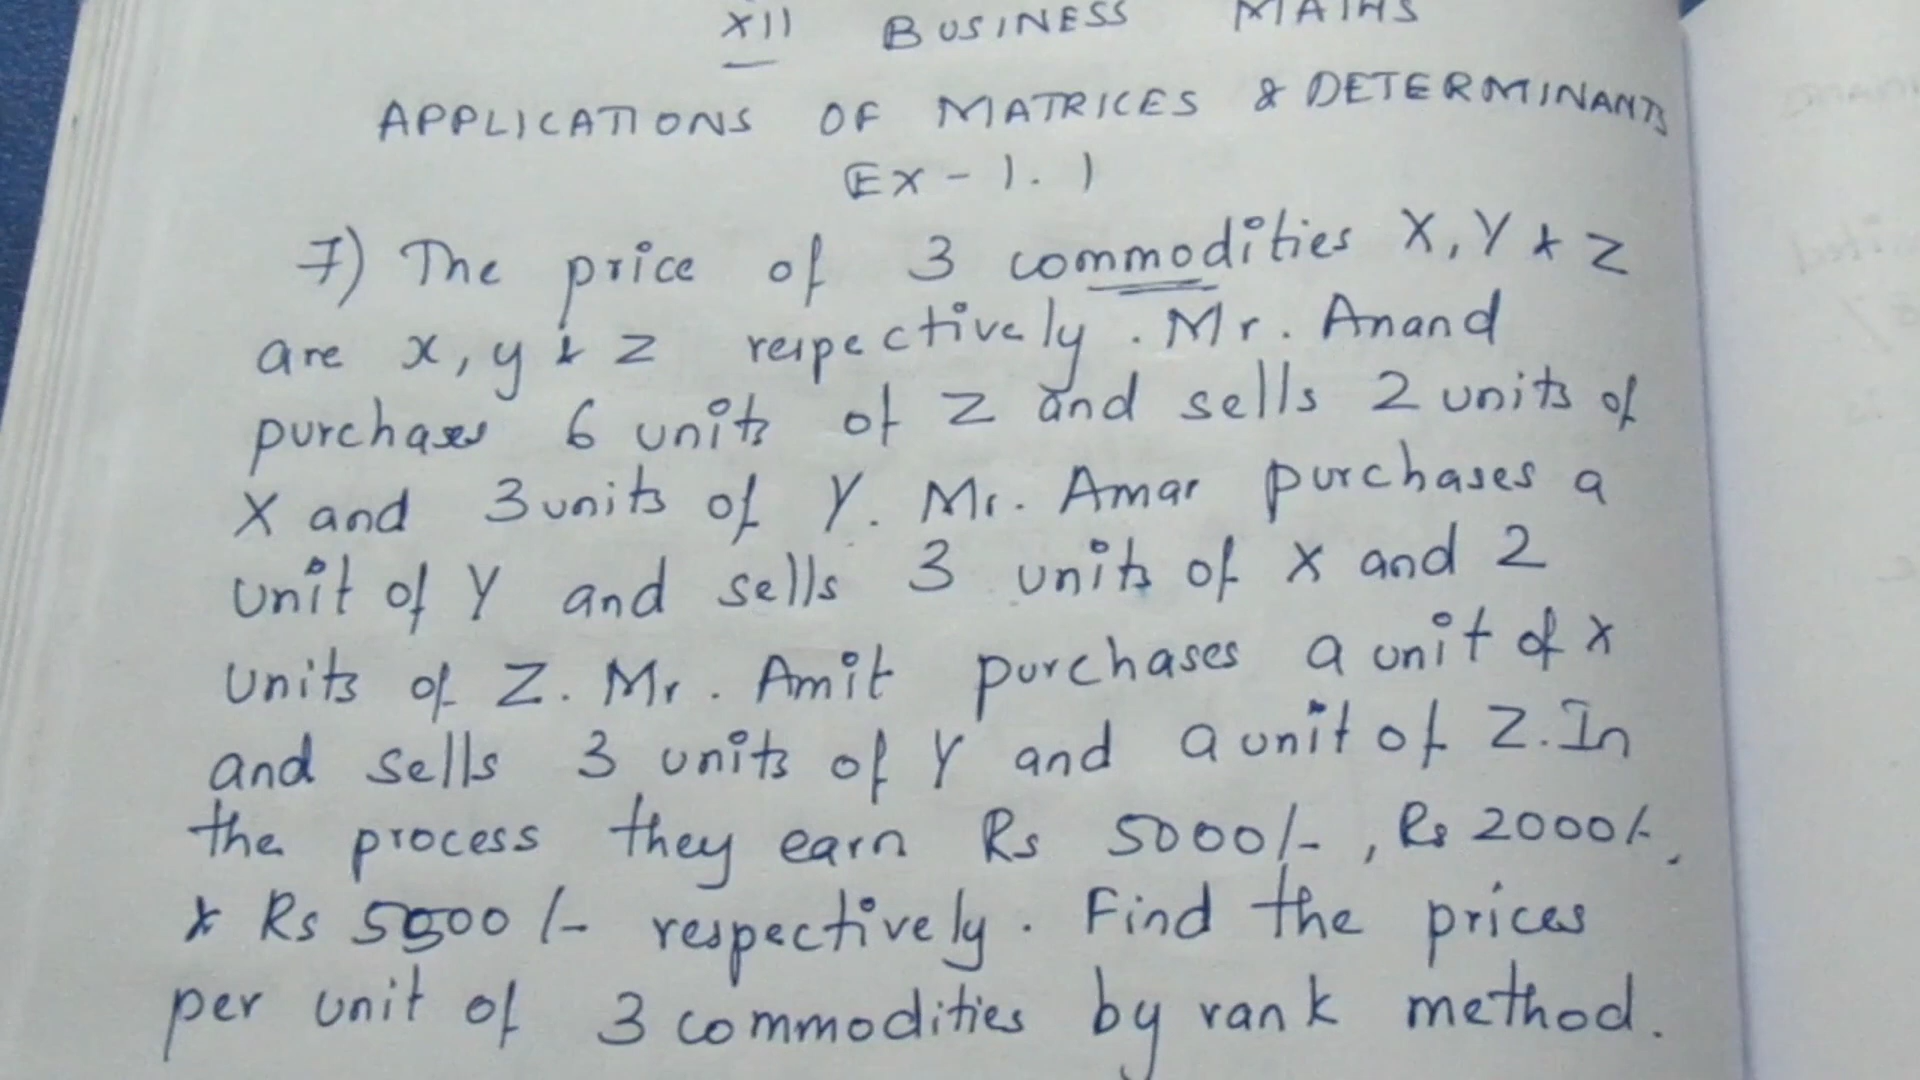 XII BUSINESS MATHS
APPLICATIONS OF MATRICES & DETERMINANTS
EX - 1.1
7) The price of 3 commodities X, Y & Z
are x, y & z respectively. Mr. Anand
purchases 6 units of Z and sells 2 units of
X and 3 units of Y. Mr. Amar purchases a
unit of Y and sells 3 units of X and 2
units of Z. Mr. Amit purchases a unit of X
and sells 3 units of Y and a unit of Z. In
the process they earn Rs 5000/-, Rs 2000/-,
& Rs 5500/- respectively. Find the prices
per unit of 3 commodities by rank method.